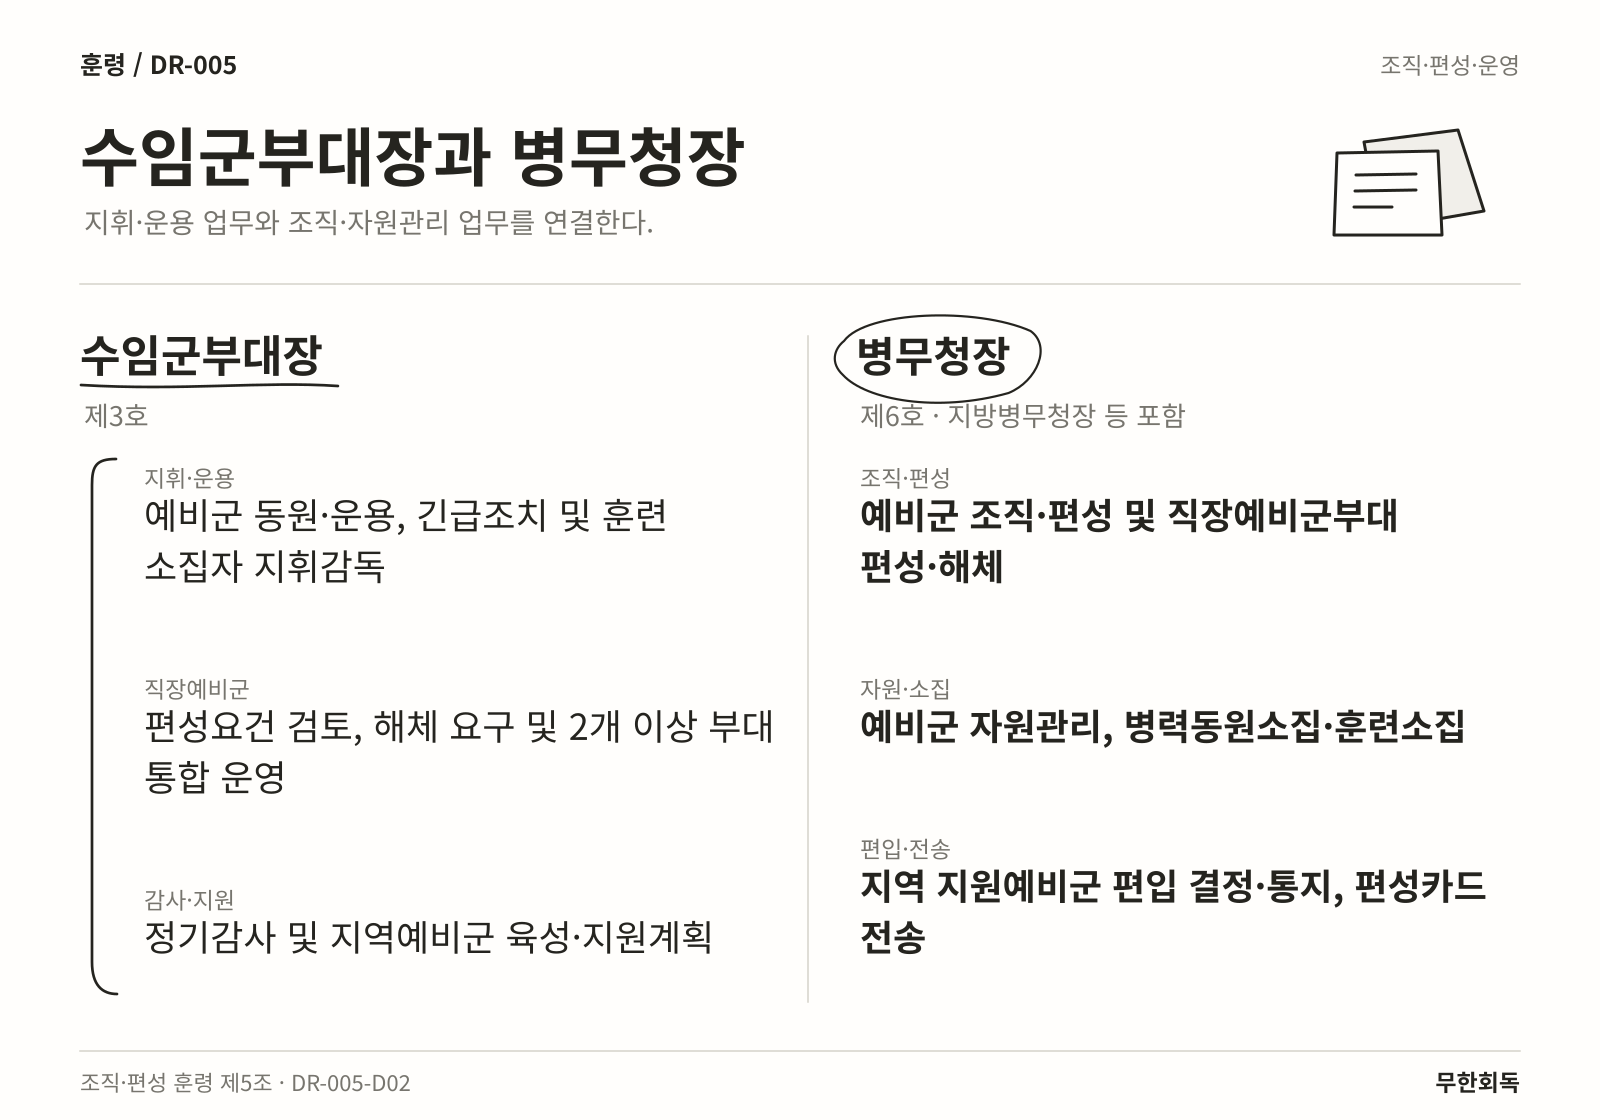 훈령 / DR-005
조직·편성·운영
수임군부대장과 병무청장
지휘·운용 업무와 조직·자원관리 업무를 연결한다.
수임군부대장
제3호
지휘·운용
예비군 동원·운용, 긴급조치 및 훈련
소집자 지휘감독
직장예비군
편성요건 검토, 해체 요구 및 2개 이상 부대
통합 운영
감사·지원
정기감사 및 지역예비군 육성·지원계획
병무청장
제6호 · 지방병무청장 등 포함
조직·편성
예비군 조직·편성 및 직장예비군부대
편성·해체
자원·소집
예비군 자원관리, 병력동원소집·훈련소집
편입·전송
지역 지원예비군 편입 결정·통지, 편성카드
전송
조직·편성 훈령 제5조 · DR-005-D02
무한회독